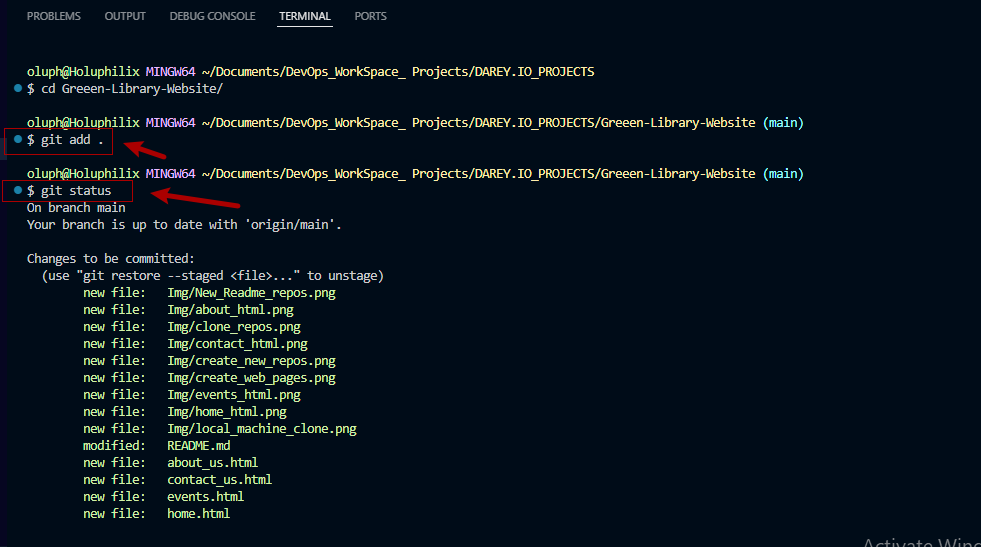 PROBLEMS OUTPUT DEBUG CONSOLE TERMINAL PORTS
oluph@Holuphilix MINGW64 ~/Documents/DevOps_WorkSpace_ Projects/DAREY.IO_PROJECTS
$ cd Greeen-Library-Website/
oluph@Holuphilix MINGW64 ~/Documents/DevOps_WorkSpace_ Projects/DAREY.IO_PROJECTS/Greeen-Library-Website (main)
$ git add .
oluph@Holuphilix MINGW64 ~/Documents/DevOps_WorkSpace_ Projects/DAREY.IO_PROJECTS/Greeen-Library-Website (main)
$ git status
On branch main
Your branch is up to date with 'origin/main'.
Changes to be committed:
(use "git restore --staged <file>..." to unstage)
new file: Img/New_Readme_repos.png
new file: Img/about_html.png
new file: Img/clone_repos.png
new file: Img/contact_html.png
new file: Img/create_new_repos.png
new file: Img/create_web_pages.png
new file: Img/events_html.png
new file: Img/home_html.png
new file: Img/local_machine_clone.png
modified: README.md
new file: about_us.html
new file: contact_us.html
new file: events.html
new file: home.html
Activate